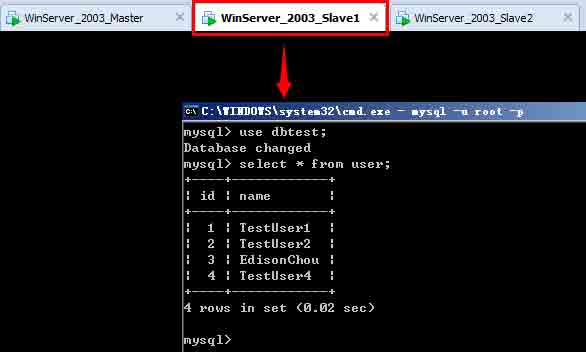 WinServer_2003_Master × WinServer_2003_Slave1 × WinServer_2003_Slave2 ×
C:\WINDOWS\system32\cmd.exe - mysql -u root -p
mysql> use dbtest;
Database changed
mysql> select * from user;
+----+------------+
| id | name       |
+----+------------+
|  1 | TestUser1  |
|  2 | TestUser2  |
|  3 | EdisonChou |
|  4 | TestUser4  |
+----+------------+
4 rows in set (0.02 sec)
mysql>